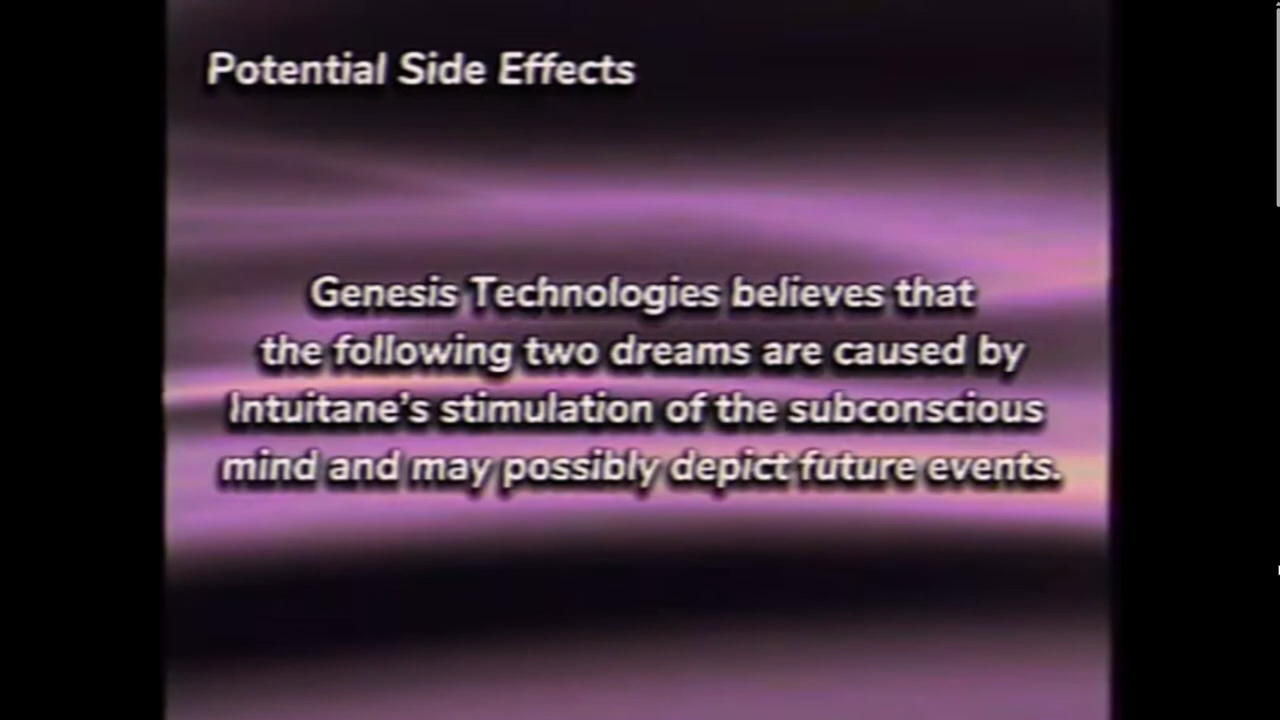 Potential Side Effects
Genesis Technologies believes that
the following two dreams are caused by
Intuitane's stimulation of the subconscious
mind and may possibly depict future events.